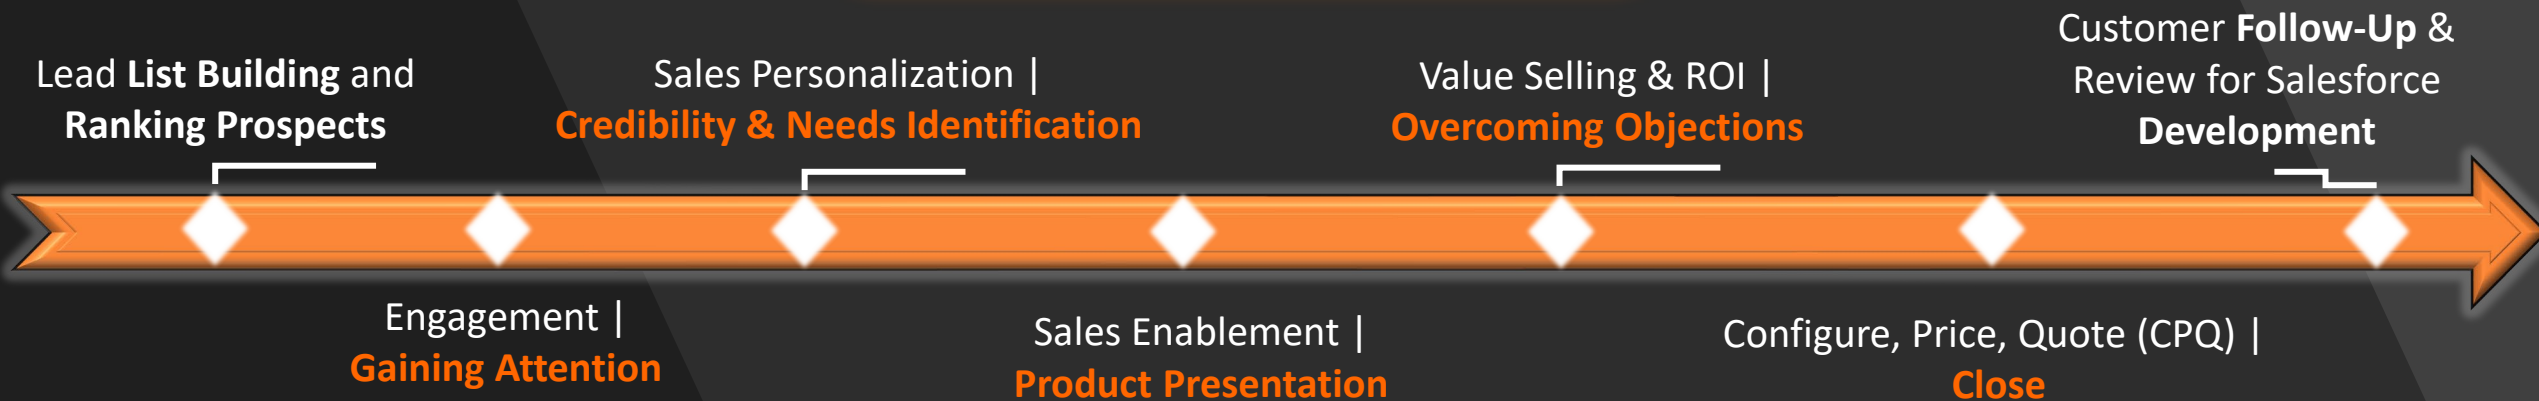 Lead List Building and
Ranking Prospects
Engagement |
Gaining Attention
Sales Personalization |
Credibility & Needs Identification
Sales Enablement |
Product Presentation
Value Selling & ROI |
Overcoming Objections
Configure, Price, Quote (CPQ) |
Close
Customer Follow-Up &
Review for Salesforce
Development